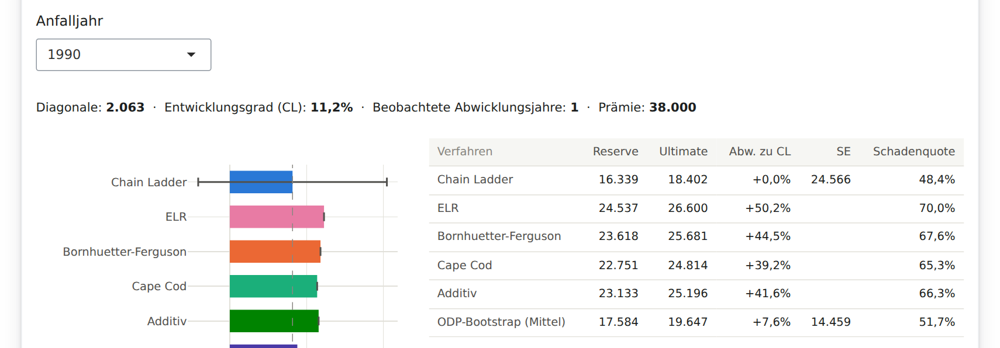 Anfalljahr
1990
Diagonale: 2.063 · Entwicklungsgrad (CL): 11,2% · Beobachtete Abwicklungsjahre: 1 · Prämie: 38.000
Chain Ladder
ELR
Bornhuetter-Ferguson
Cape Cod
Additiv
Verfahren Reserve Ultimate Abw. zu CL SE Schadenquote
Chain Ladder 16.339 18.402 +0,0% 24.566 48,4%
ELR 24.537 26.600 +50,2% 70,0%
Bornhuetter-Ferguson 23.618 25.681 +44,5% 67,6%
Cape Cod 22.751 24.814 +39,2% 65,3%
Additiv 23.133 25.196 +41,6% 66,3%
ODP-Bootstrap (Mittel) 17.584 19.647 +7,6% 14.459 51,7%